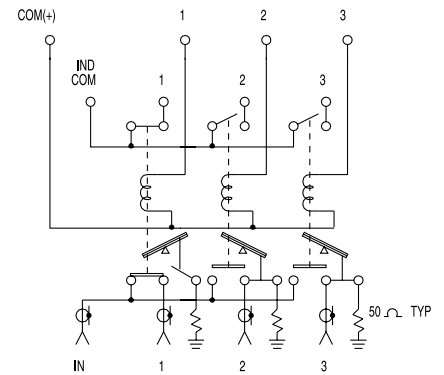 COM(+) 1 2 3
IND
COM 1 2 3
50 Ω TYP
IN 1 2 3